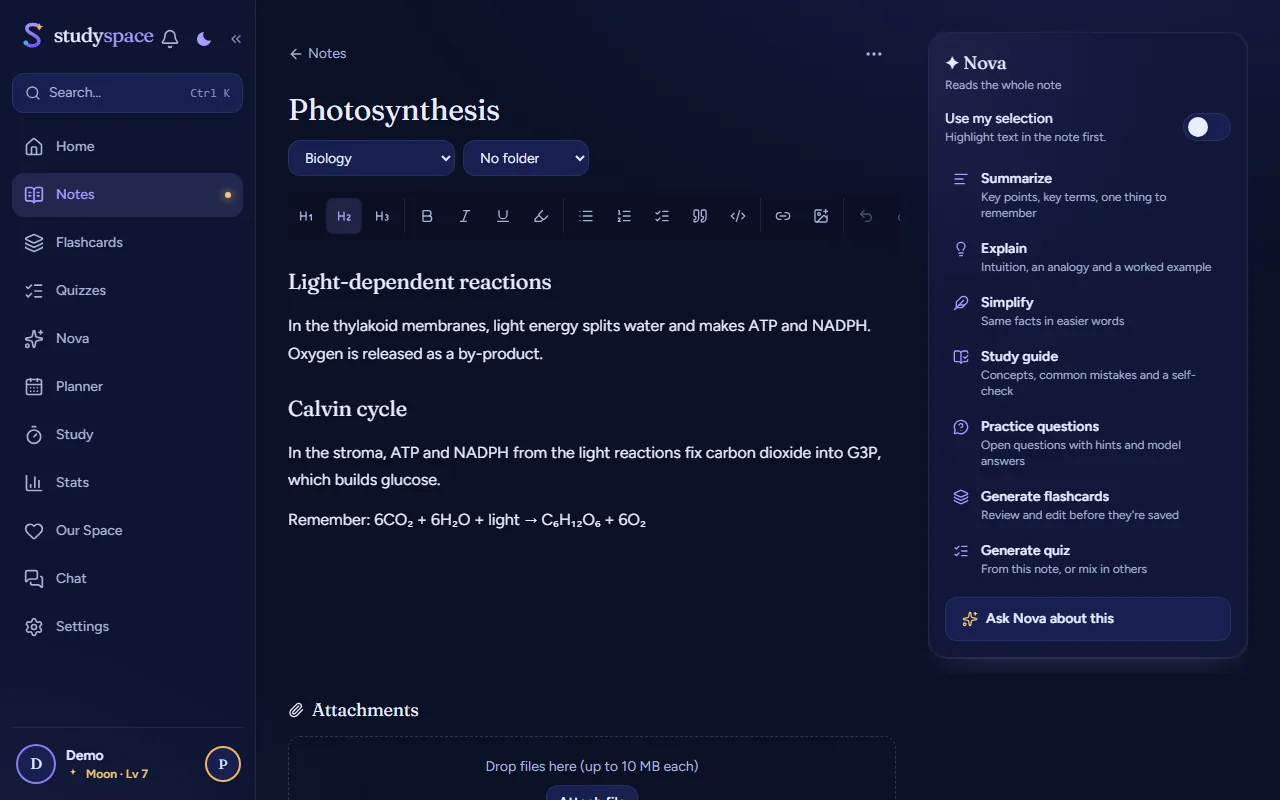 studyspace
Search...
Ctrl K
Home
Notes
Flashcards
Quizzes
Nova
Planner
Study
Stats
Our Space
Chat
Settings
D
Demo
Moon · Lv 7
P
← Notes
Photosynthesis
Biology
No folder
H1 H2 H3 B I U
Light-dependent reactions
In the thylakoid membranes, light energy splits water and makes ATP and NADPH.
Oxygen is released as a by-product.
Calvin cycle
In the stroma, ATP and NADPH from the light reactions fix carbon dioxide into G3P,
which builds glucose.
Remember: 6CO₂ + 6H₂O + light → C₆H₁₂O₆ + 6O₂
Attachments
Drop files here (up to 10 MB each)
Attach file
Nova
Reads the whole note
Use my selection
Highlight text in the note first.
Summarize
Key points, key terms, one thing to
remember
Explain
Intuition, an analogy and a worked example
Simplify
Same facts in easier words
Study guide
Concepts, common mistakes and a self-
check
Practice questions
Open questions with hints and model
answers
Generate flashcards
Review and edit before they're saved
Generate quiz
From this note, or mix in others
Ask Nova about this